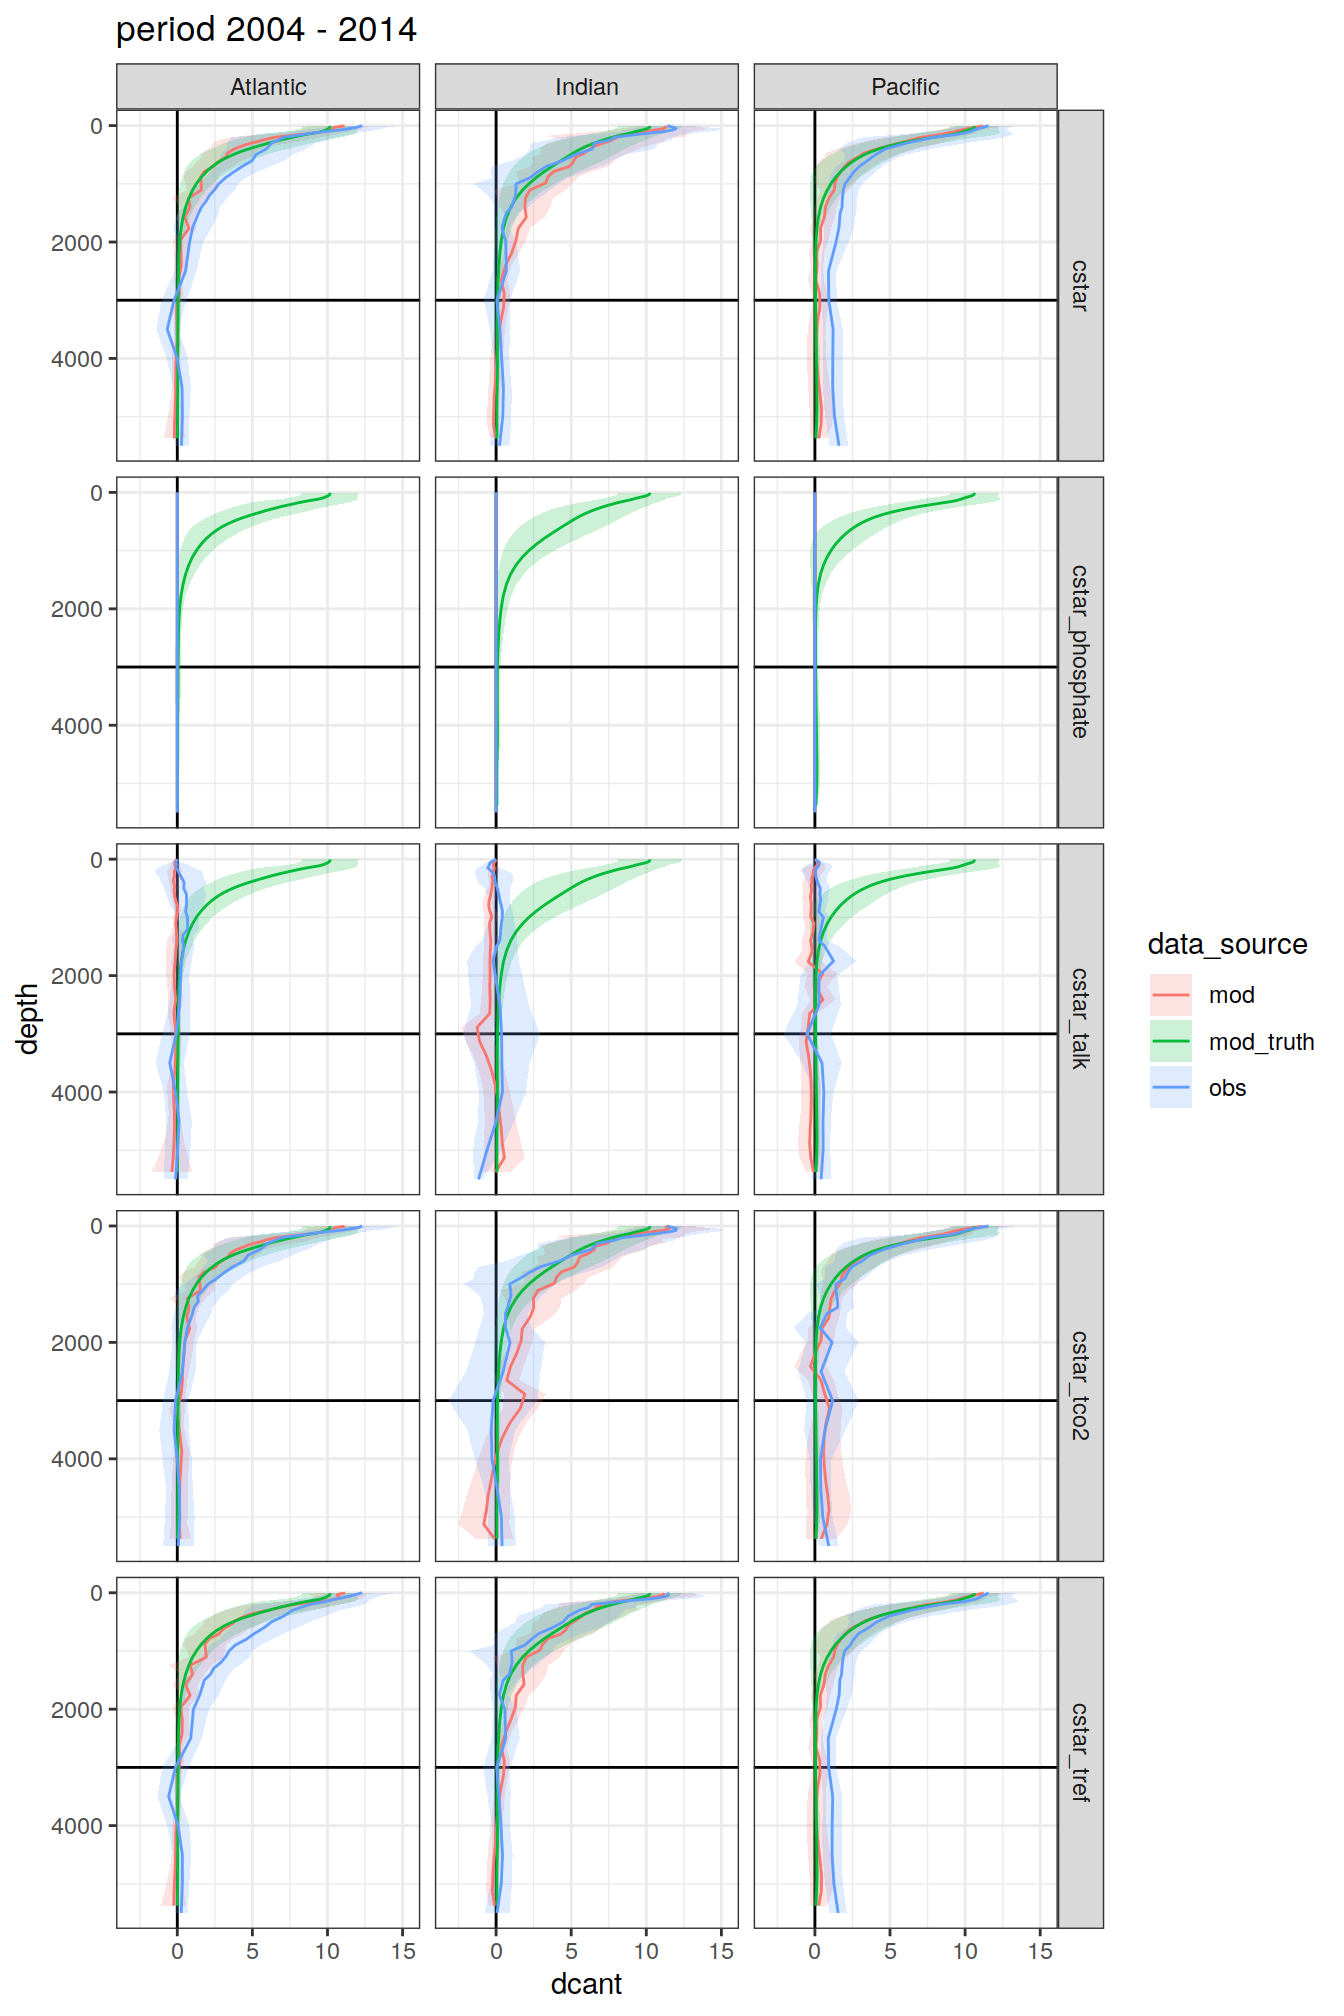 period 2004 - 2014
Atlantic Indian Pacific
0
2000
4000
cstar
0
2000
4000
cstar_phosphate
0
2000
4000
cstar_talk
0
2000
4000
cstar_tco2
0
2000
4000
cstar_tref
depth
0 5 10 15 0 5 10 15 0 5 10 15
dcant
data_source
mod
mod_truth
obs